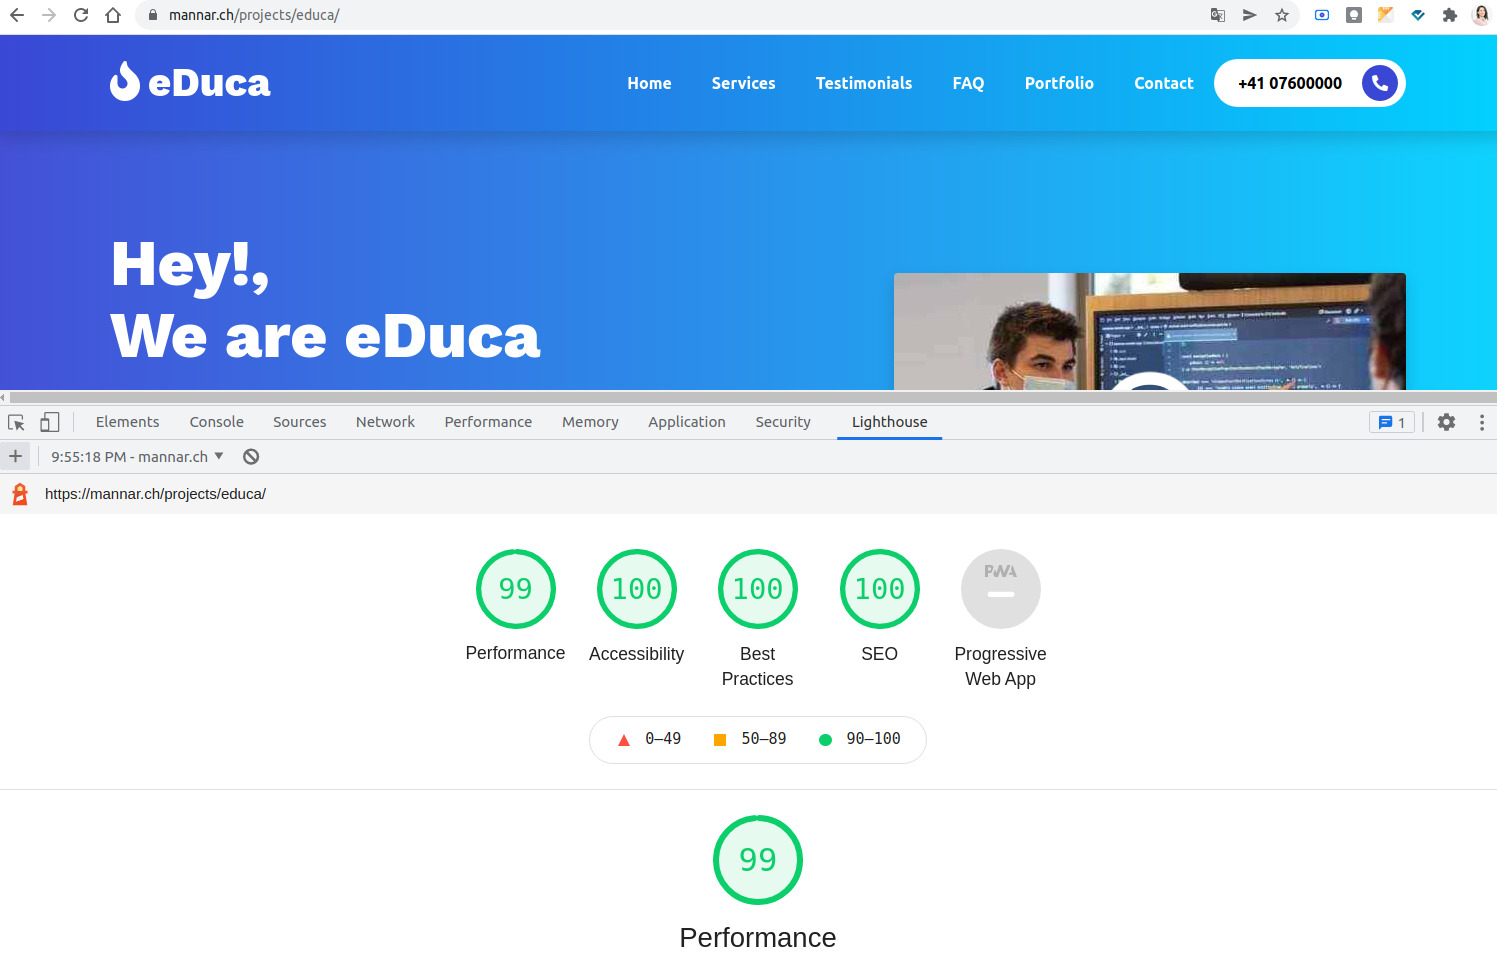 mannar.ch/projects/educa/
eDuca
Home Services Testimonials FAQ Portfolio Contact +41 07600000
Hey!,
We are eDuca
Elements Console Sources Network Performance Memory Application Security Lighthouse 1
9:55:18 PM - mannar.ch
https://mannar.ch/projects/educa/
99 100 100 100 PWA
Performance Accessibility Best Practices SEO Progressive Web App
0–49 50–89 90–100
99
Performance